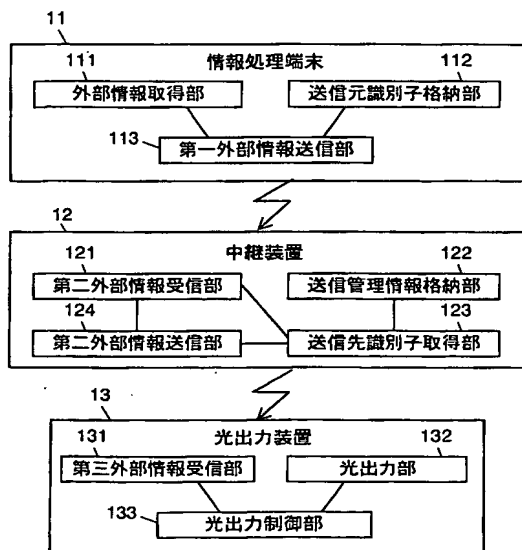 11
情報処理端末
111
112
外部情報取得部
送信元識別子格納部
113
第一外部情報送信部
12
中継装置
121
122
第二外部情報受信部
送信管理情報格納部
124
123
第二外部情報送信部
送信先識別子取得部
13
光出力装置
131
132
第三外部情報受信部
光出力部
133
光出力制御部